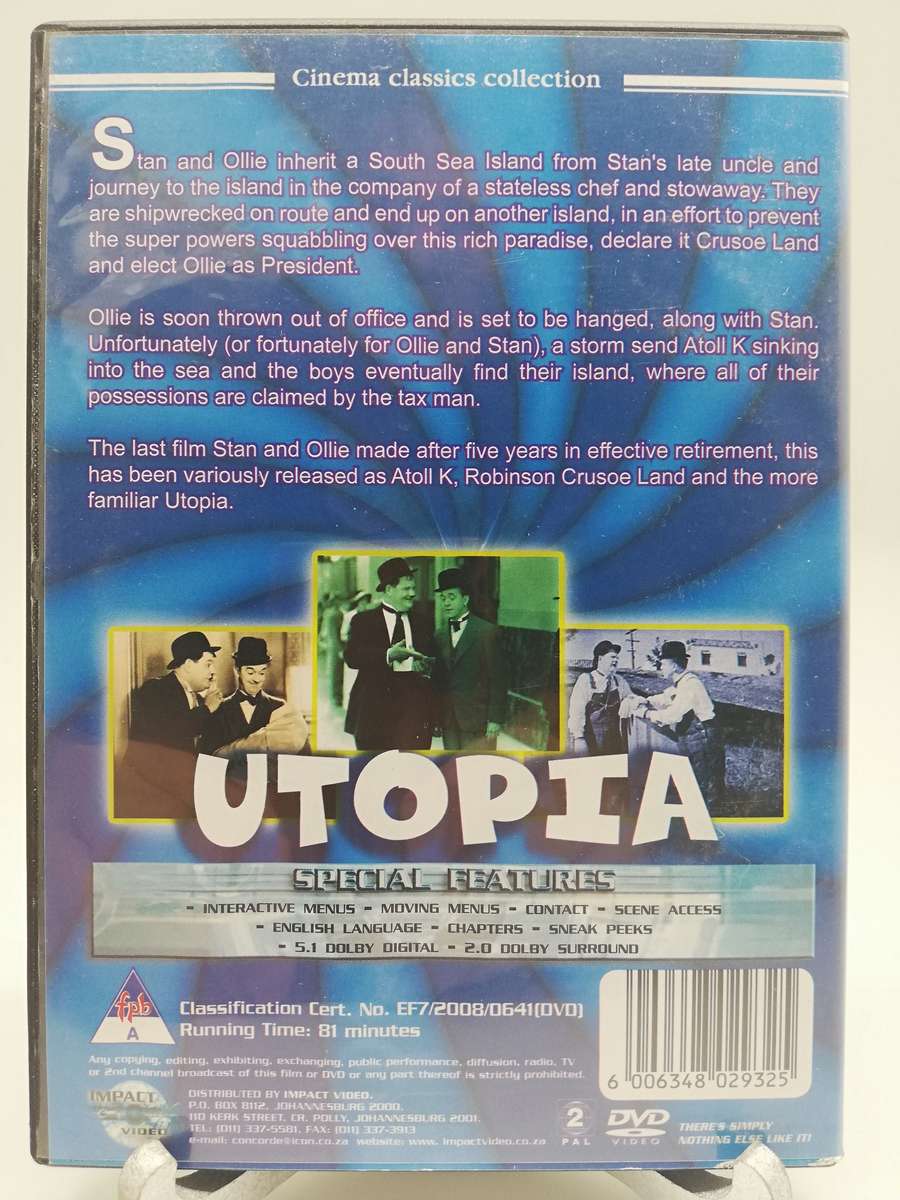 Cinema classics collection
Stan and Ollie inherit a South Sea Island from Stan's late uncle and
journey to the island in the company of a stateless chef and stowaway. They
are shipwrecked on route and end up on another island, in an effort to prevent
the super powers squabbling over this rich paradise, declare it Crusoe Land
and elect Ollie as President.
Ollie is soon thrown out of office and is set to be hanged, along with Stan.
Unfortunately (or fortunately for Ollie and Stan), a storm send Atoll K sinking
into the sea and the boys eventually find their island, where all of their
possessions are claimed by the tax man.
The last film Stan and Ollie made after five years in effective retirement, this
has been variously released as Atoll K, Robinson Crusoe Land and the more
familiar Utopia.
UTOPIA
SPECIAL FEATURES
- INTERACTIVE MENUS - MOVING MENUS - CONTACT - SCENE ACCESS
- ENGLISH LANGUAGE - CHAPTERS - SNEAK PEEKS
- 5.1 DOLBY DIGITAL - 2.0 DOLBY SURROUND
fpb
A
Classification Cert. No. EF7/2008/0641(DVD)
Running Time: 81 minutes
Any copying, editing, exhibiting, exchanging, public performance, diffusion, radio, TV
or 2nd channel broadcast of this film or DVD or any part thereof is strictly prohibited.
6 006348 029325
IMPACT
VIDEO
DISTRIBUTED BY IMPACT VIDEO.
P.O. BOX 8112, JOHANNESBURG 2000.
110 KERK STREET, CR. POLLY, JOHANNESBURG 2001.
TEL: (011) 337-5581, FAX: (011) 337-3913
e-mail: concorde@icon.co.za website: www.impactvideo.co.za
2
PAL
DVD
VIDEO
THERE'S SIMPLY
NOTHING ELSE LIKE IT!